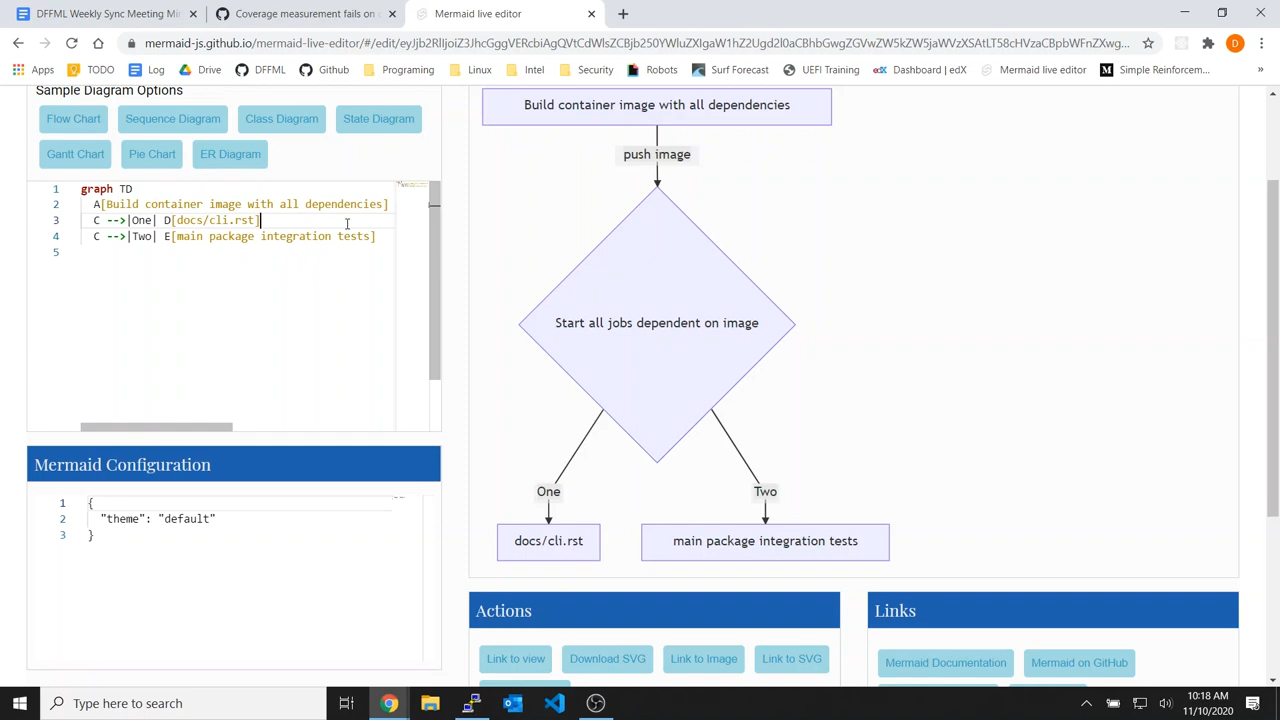 DFFML Weekly Sync Meeting Mi
Coverage measurement fails on
Mermaid live editor
mermaid-js.github.io/mermaid-live-editor/#/edit/
Apps
TODO
Log
Drive
DFFML
Github
Programing
Linux
Intel
Security
Robots
Surf Forecast
UEFI Training
Dashboard | edX
Mermaid live editor
Simple Reinforcem...
»
Sample Diagram Options
Flow Chart
Sequence Diagram
Class Diagram
State Diagram
Gantt Chart
Pie Chart
ER Diagram
1 graph TD
2 A[Build container image with all dependencies]
3 C -->|One| D[docs/cli.rst]
4 C -->|Two| E[main package integration tests]
5
Mermaid Configuration
1 {
2 "theme": "default"
3 }
Build container image with all dependencies
push image
Start all jobs dependent on image
One
Two
docs/cli.rst
main package integration tests
Actions
Link to view
Download SVG
Link to Image
Link to SVG
Links
Mermaid Documentation
Mermaid on GitHub
Type here to search
10:18 AM
11/10/2020